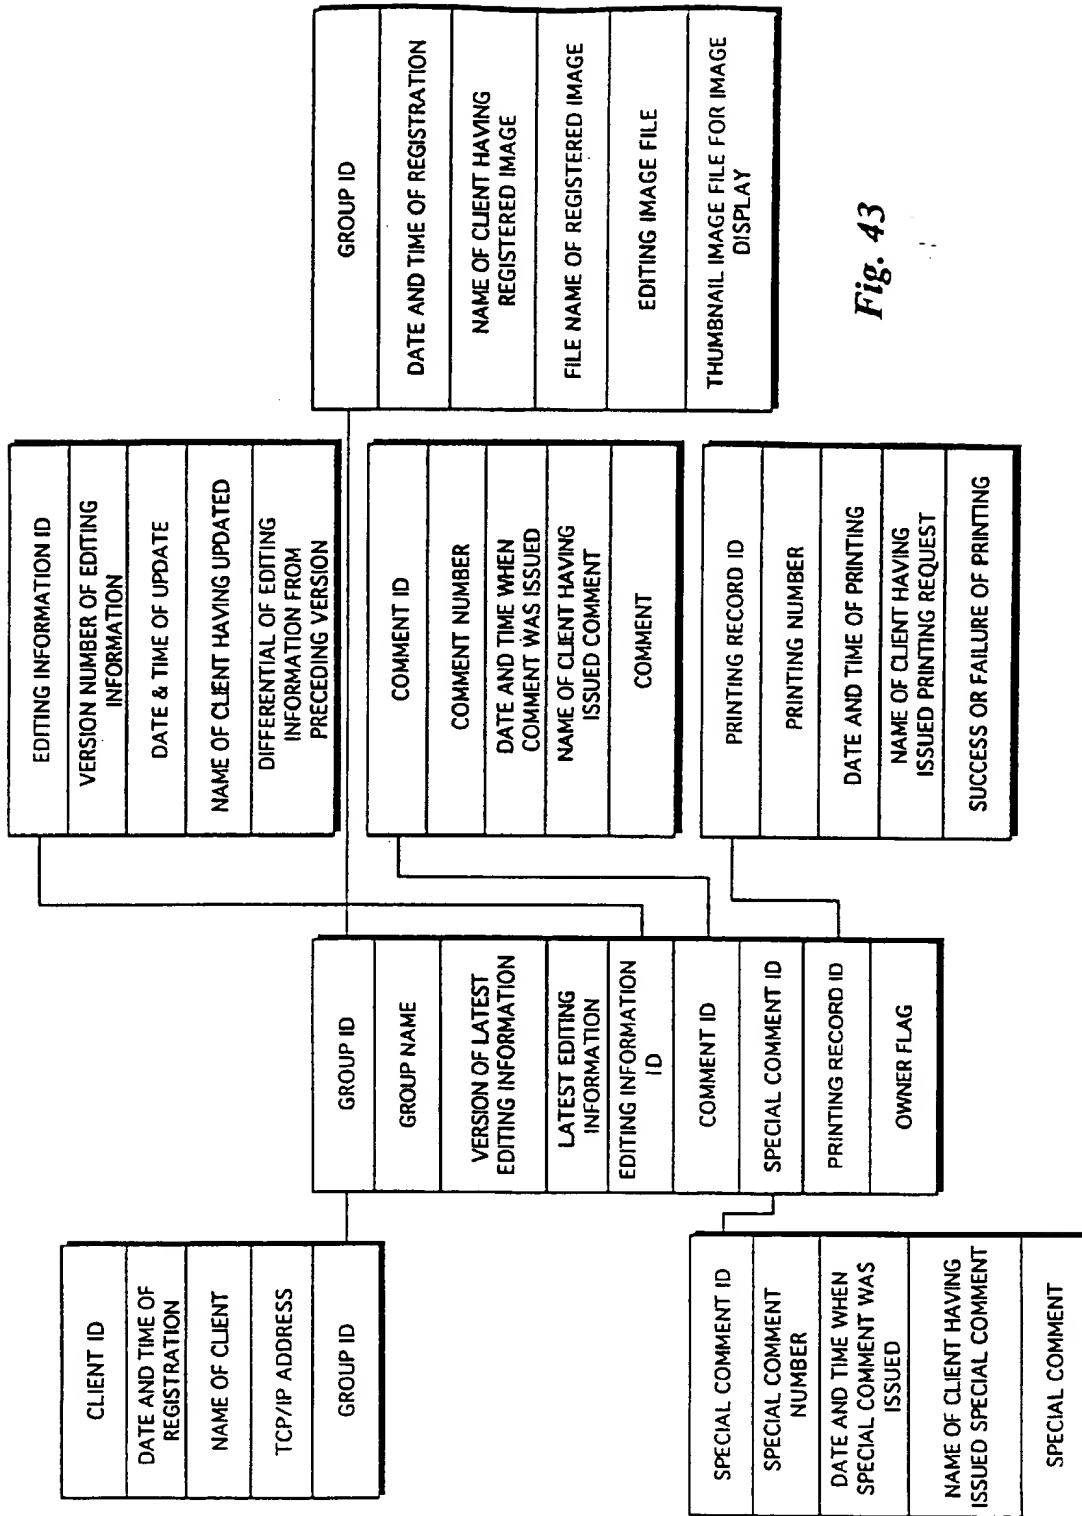 CLIENT ID
DATE AND TIME OF
REGISTRATION
NAME OF CLIENT
TCP/IP ADDRESS
GROUP ID
SPECIAL COMMENT ID
SPECIAL COMMENT
NUMBER
DATE AND TIME WHEN
SPECIAL COMMENT WAS
ISSUED
NAME OF CLIENT HAVING
ISSUED SPECIAL COMMENT
SPECIAL COMMENT
GROUP ID
GROUP NAME
VERSION OF LATEST
EDITING INFORMATION
LATEST EDITING
INFORMATION
EDITING INFORMATION
ID
COMMENT ID
SPECIAL COMMENT ID
PRINTING RECORD ID
OWNER FLAG
EDITING INFORMATION ID
VERSION NUMBER OF EDITING
INFORMATION
DATE & TIME OF UPDATE
NAME OF CLIENT HAVING UPDATED
DIFFERENTIAL OF EDITING
INFORMATION FROM
PRECEDING VERSION
COMMENT ID
COMMENT NUMBER
DATE AND TIME WHEN
COMMENT WAS ISSUED
NAME OF CLIENT HAVING
ISSUED COMMENT
COMMENT
PRINTING RECORD ID
PRINTING NUMBER
DATE AND TIME OF PRINTING
NAME OF CLIENT HAVING
ISSUED PRINTING REQUEST
SUCCESS OR FAILURE OF PRINTING
GROUP ID
DATE AND TIME OF REGISTRATION
NAME OF CLIENT HAVING
REGISTERED IMAGE
FILE NAME OF REGISTERED IMAGE
EDITING IMAGE FILE
THUMBNAIL IMAGE FILE FOR IMAGE
DISPLAY
Fig. 43